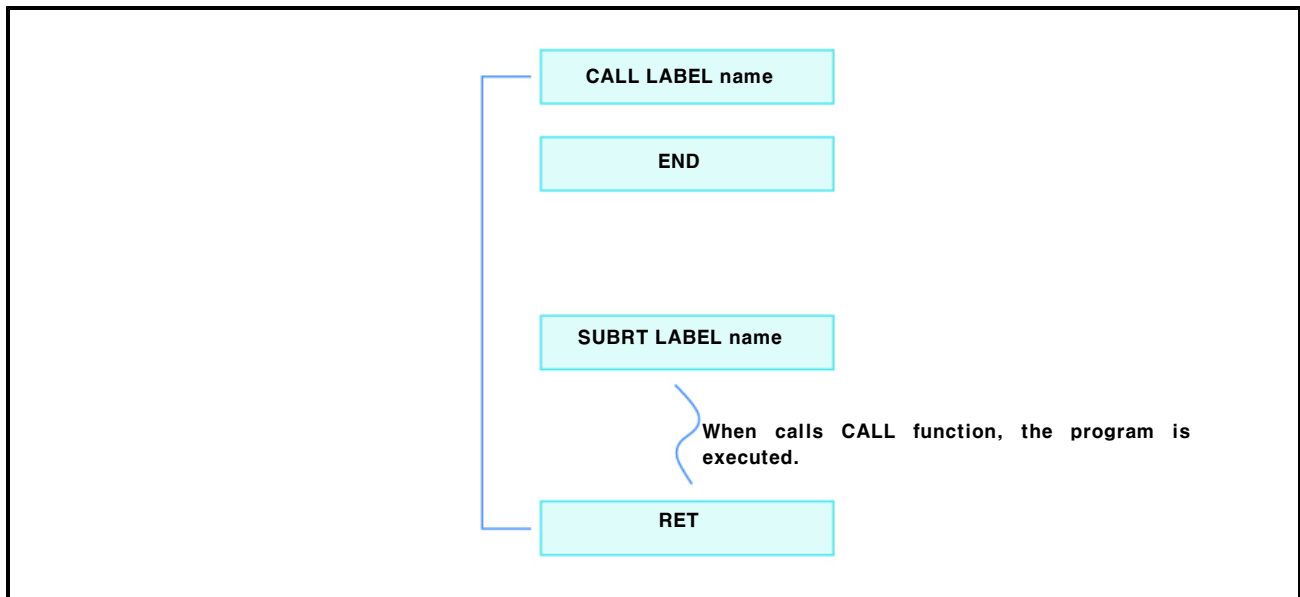 CALL LABEL name
END
SUBRT LABEL name
When calls CALL function, the program is
executed.
RET